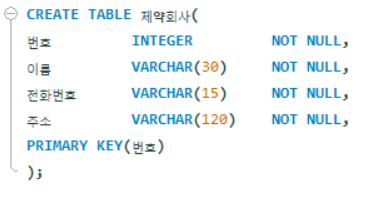 CREATE TABLE 제약회사(
번호 INTEGER NOT NULL,
이름 VARCHAR(30) NOT NULL,
전화번호 VARCHAR(15) NOT NULL,
주소 VARCHAR(120) NOT NULL,
PRIMARY KEY(번호)
);